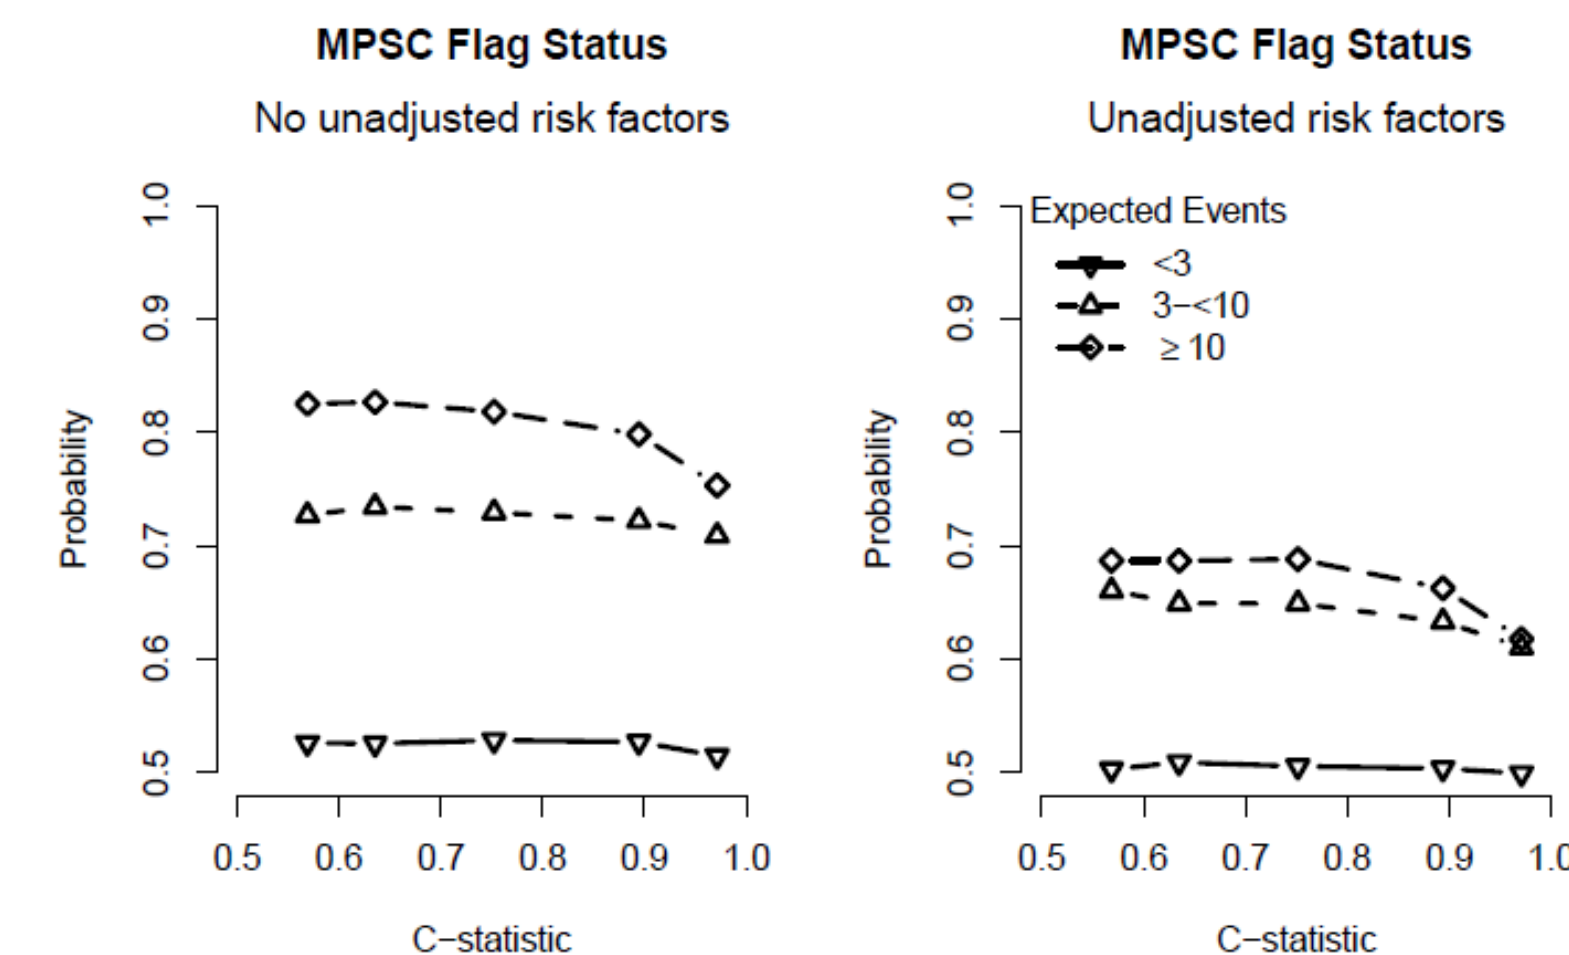 MPSC Flag Status
No unadjusted risk factors
Probability
1.0
0.9
0.8
0.7
0.6
0.5
0.5 0.6 0.7 0.8 0.9 1.0
C−statistic
MPSC Flag Status
Unadjusted risk factors
Probability
1.0
0.9
0.8
0.7
0.6
0.5
Expected Events
<3
3−<10
≥ 10
0.5 0.6 0.7 0.8 0.9 1.0
C−statistic